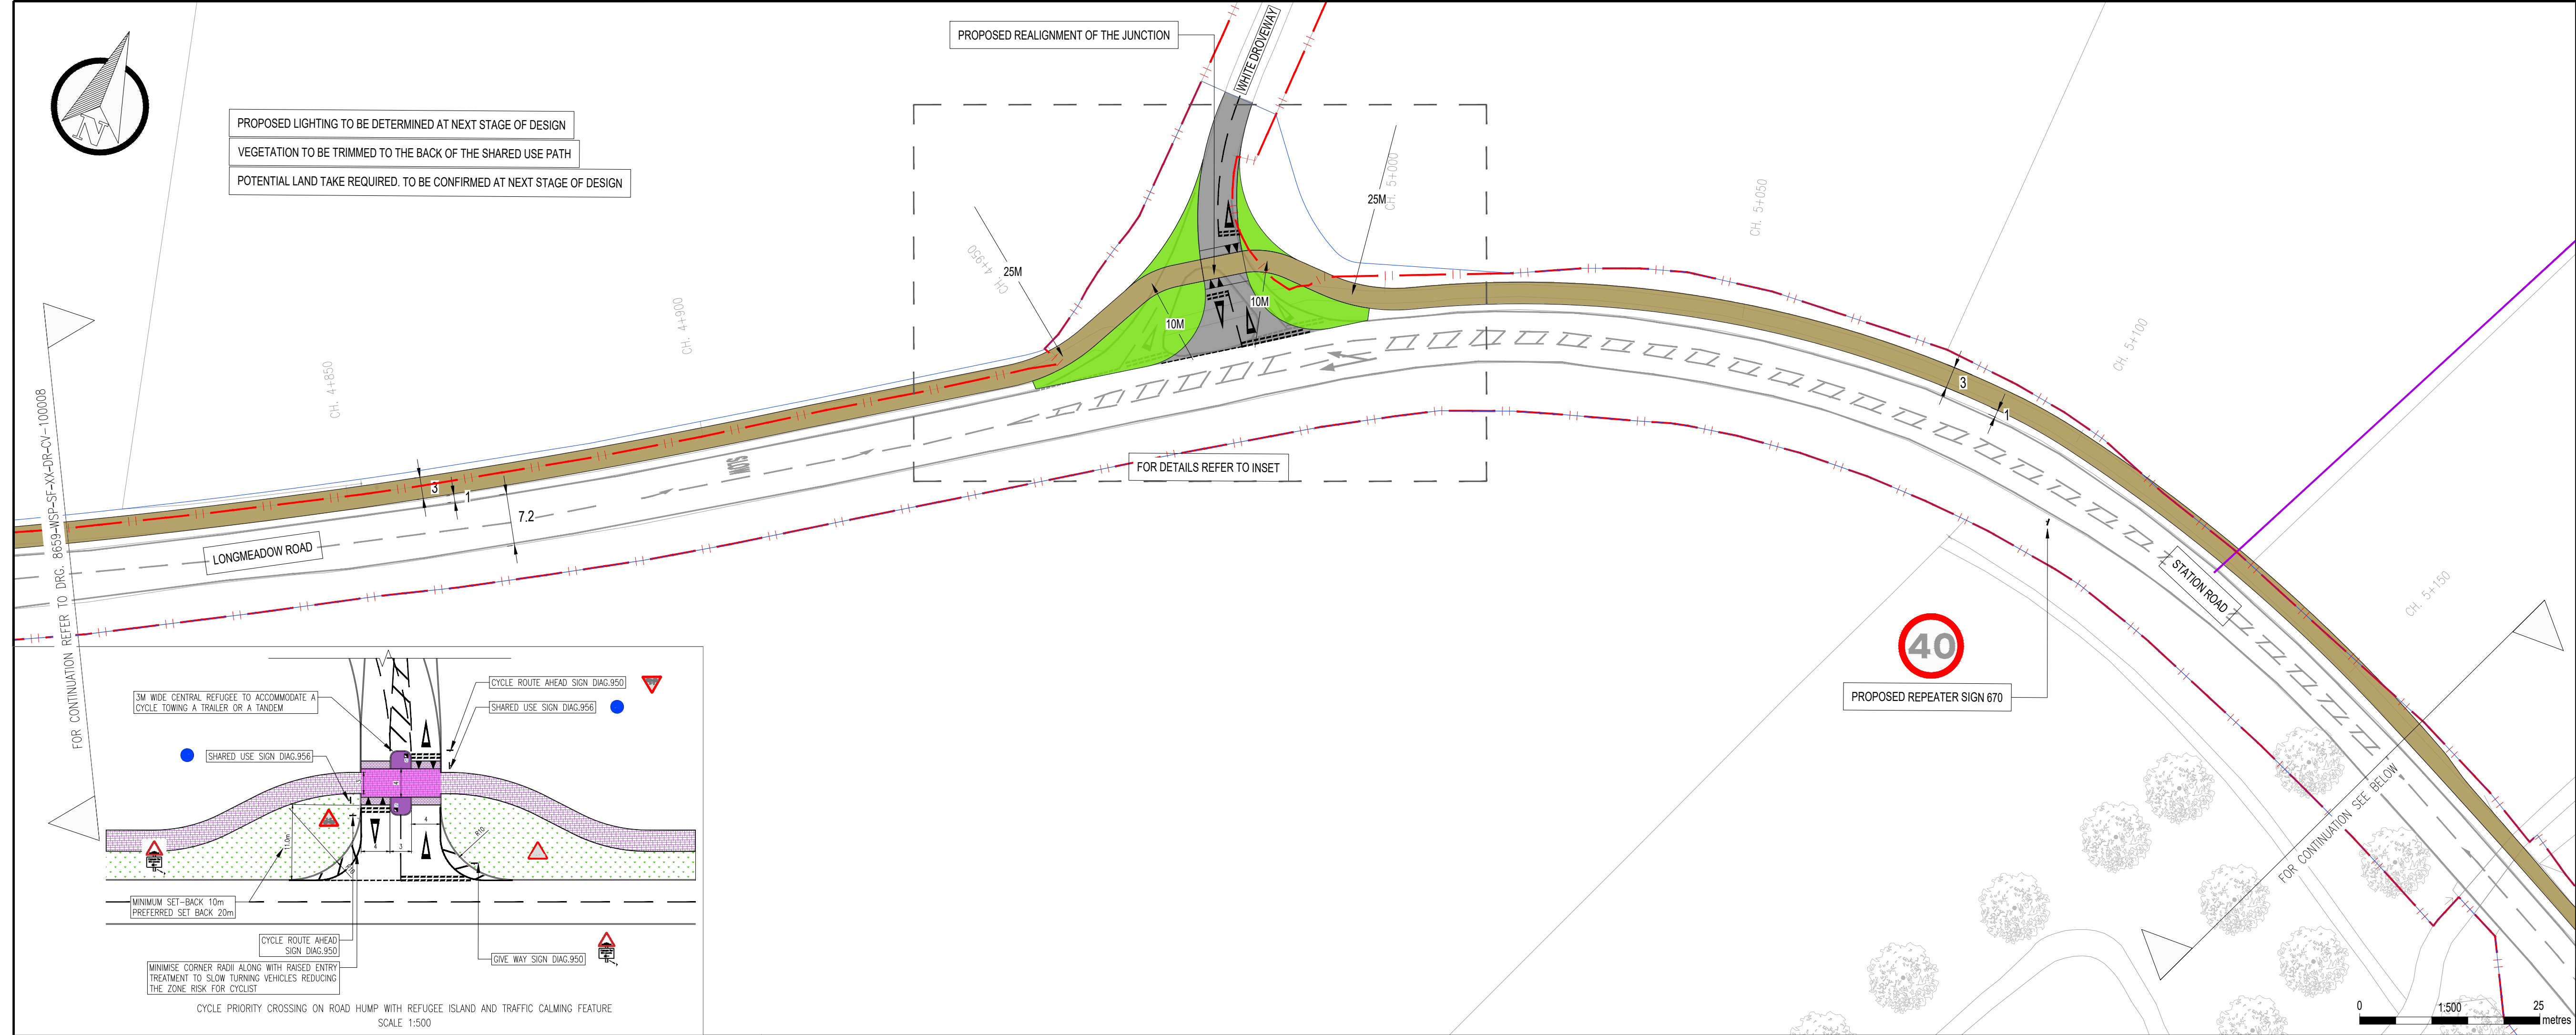 PROPOSED REALIGNMENT OF THE JUNCTION
WHITE DROVEWAY
N
PROPOSED LIGHTING TO BE DETERMINED AT NEXT STAGE OF DESIGN
VEGETATION TO BE TRIMMED TO THE BACK OF THE SHARED USE PATH
POTENTIAL LAND TAKE REQUIRED. TO BE CONFIRMED AT NEXT STAGE OF DESIGN
CH. 4+850
CH. 4+900
CH. 4+950
CH. 5+000
CH. 5+050
CH. 5+100
CH. 5+150
25M
25M
10M
10M
3
1
7.2
3
1
SLOW
LONGMEADOW ROAD
FOR DETAILS REFER TO INSET
STATION ROAD
40
PROPOSED REPEATER SIGN 670
FOR CONTINUATION REFER TO DRG. 8659-WSP-SF-XX-DR-CV-100008
FOR CONTINUATION SEE BELOW
3M WIDE CENTRAL REFUGEE TO ACCOMMODATE A
CYCLE TOWING A TRAILER OR A TANDEM
CYCLE ROUTE AHEAD SIGN DIAG.950
SHARED USE SIGN DIAG.956
SHARED USE SIGN DIAG.956
11.0m
4
3
4
R10
MINIMUM SET-BACK 10m
PREFERRED SET BACK 20m
CYCLE ROUTE AHEAD
SIGN DIAG.950
GIVE WAY SIGN DIAG.950
MINIMISE CORNER RADII ALONG WITH RAISED ENTRY
TREATMENT TO SLOW TURNING VEHICLES REDUCING
THE ZONE RISK FOR CYCLIST
CYCLE PRIORITY CROSSING ON ROAD HUMP WITH REFUGEE ISLAND AND TRAFFIC CALMING FEATURE
SCALE 1:500
0
1:500
25
metres